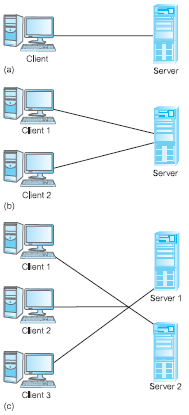 Client
Server
(a)
Client 1
Server
Client 2
(b)
Client 1
Server 1
Client 2
Server 2
Client 3
(c)